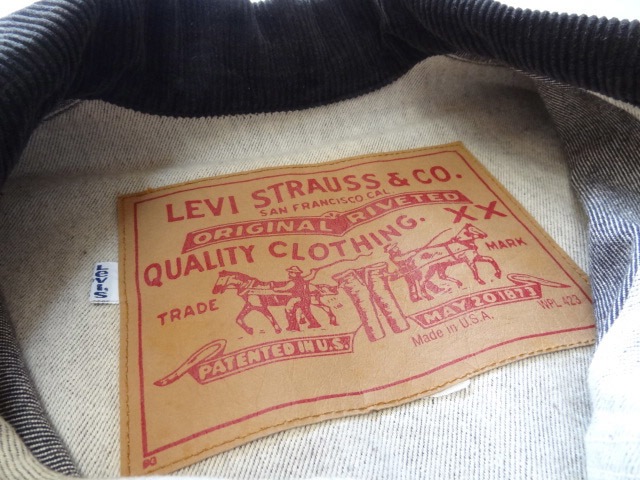 LEVI STRAUSS & CO.
SAN FRANCISCO CAL.
ORIGINAL RIVETED
QUALITY CLOTHING.
XX
TRADE MARK
PATENTED IN U.S.
MAY 20 1873
WPL 423
Made in U.S.A.
LEVI'S